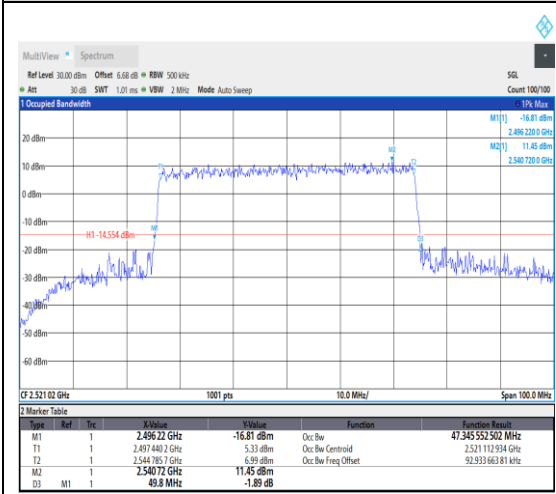 MultiView Spectrum
Ref Level 30.00 dBm Offset 6.68 dB RBW 500 kHz SGL
Att 30 dB SWT 1.01 ms VBW 2 MHz Mode Auto Sweep Count 100/100
1 Occupied Bandwidth 1Pk Max
M1[1] -16.81 dBm
2.496 220 0 GHz
M2[1] 11.45 dBm
2.540 720 0 GHz
20 dBm
M2
10 dBm
0 dBm
-10 dBm
M1
H1 -14.554 dBm
D3
-20 dBm
-30 dBm
-40 dBm
-50 dBm
-60 dBm
CF 2.521 02 GHz 1001 pts 10.0 MHz/ Span 100.0 MHz
2 Marker Table
Type Ref Trc X-Value Y-Value Function Function Result
M1 1 2.496 22 GHz -16.81 dBm Occ Bw 47.345 552 502 MHz
T1 1 2.497 440 2 GHz 5.33 dBm Occ Bw Centroid 2.521 112 934 GHz
T2 1 2.544 785 7 GHz 6.99 dBm Occ Bw Freq Offset 92.933 663 81 kHz
M2 1 2.540 72 GHz 11.45 dBm
D3 M1 1 49.8 MHz -1.89 dB